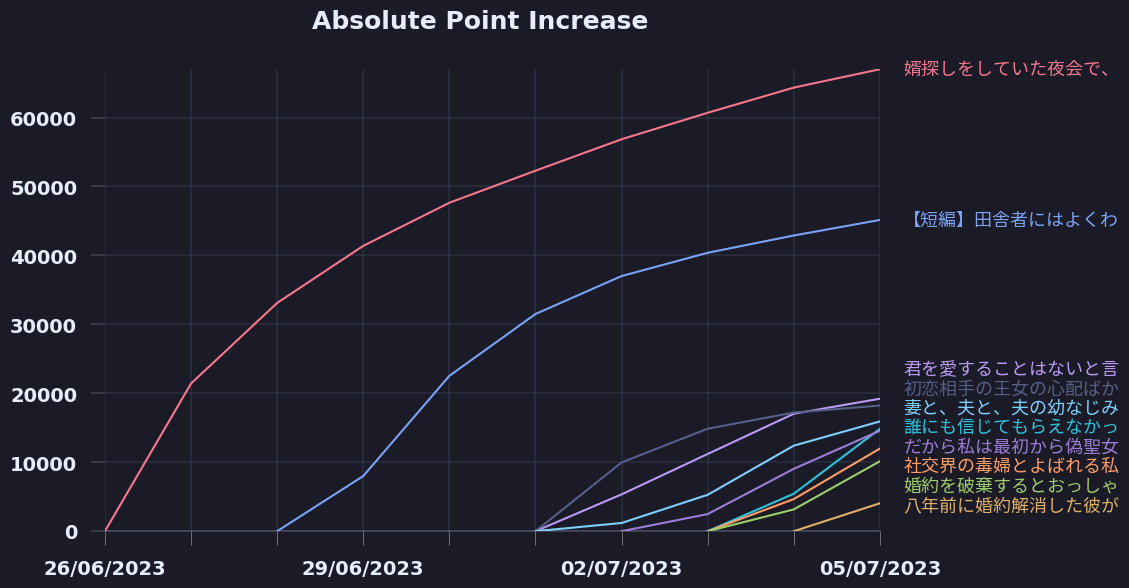 Absolute Point Increase
60000
50000
40000
30000
20000
10000
0
26/06/2023
29/06/2023
02/07/2023
05/07/2023
婿探しをしていた夜会で、
【短編】田舎者にはよくわ
君を愛することはないと言
初恋相手の王女の心配ばか
妻と、夫と、夫の幼なじみ
誰にも信じてもらえなかっ
だから私は最初から偽聖女
社交界の毒婦とよばれる私
婚約を破棄するとおっしゃ
八年前に婚約解消した彼が